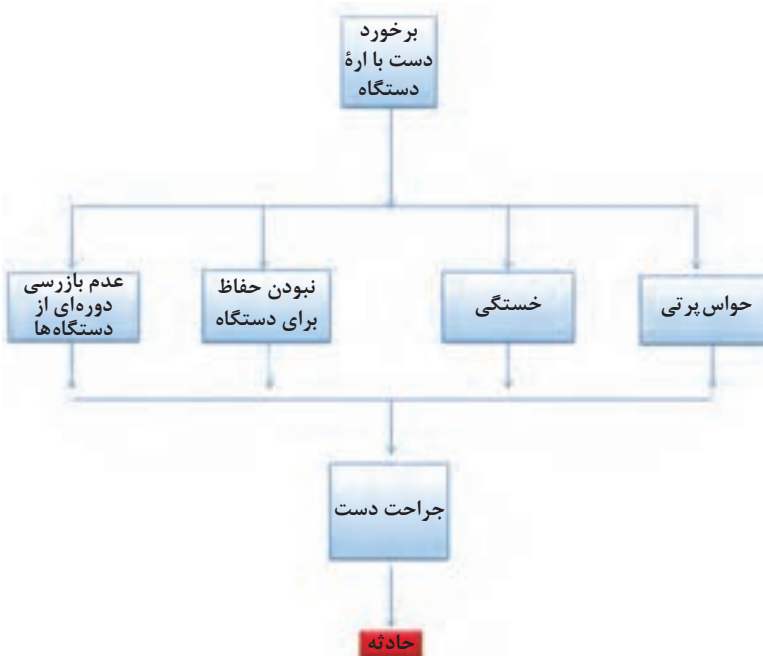 برخورد
دست با ارهٔ
دستگاه
حواس‌پرتی
خستگی
نبودن حفاظ
برای دستگاه
عدم بازرسی
دوره‌ای از
دستگاه‌ها
جراحت دست
حادثه